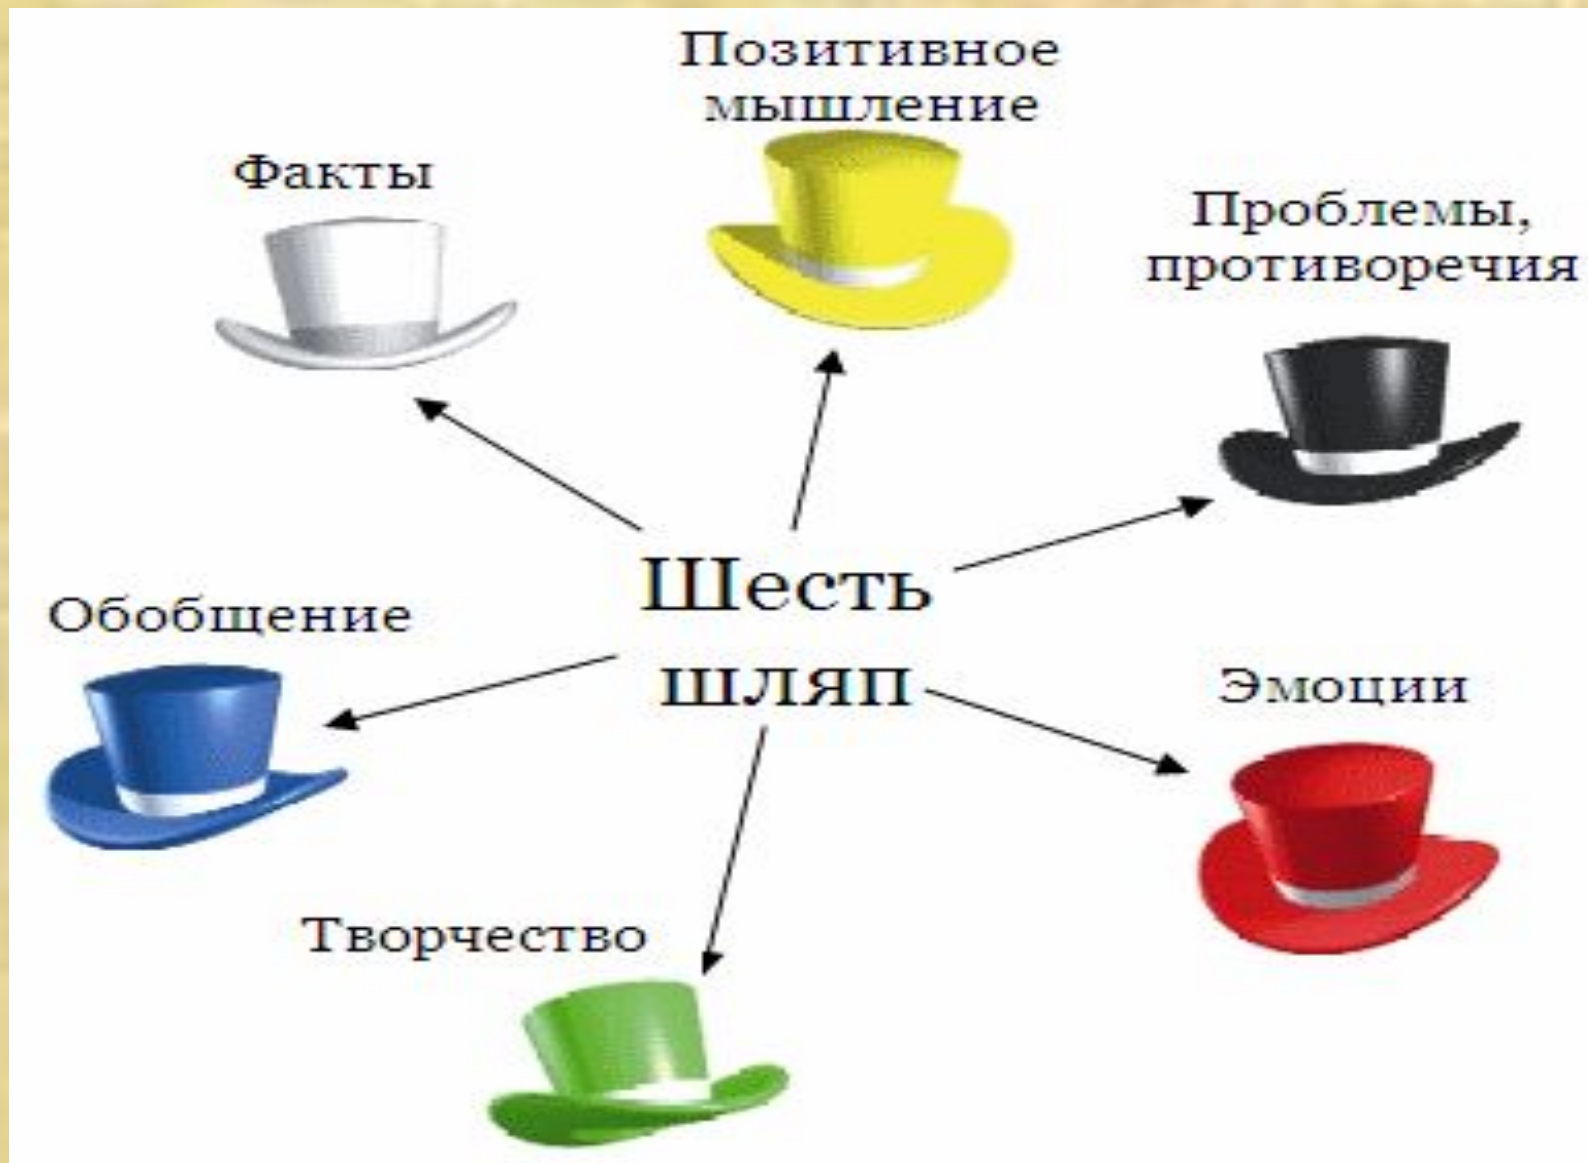 Позитивное
мышление
Факты
Проблемы,
противоречия
Шесть
шляп
Обобщение
Эмоции
Творчество